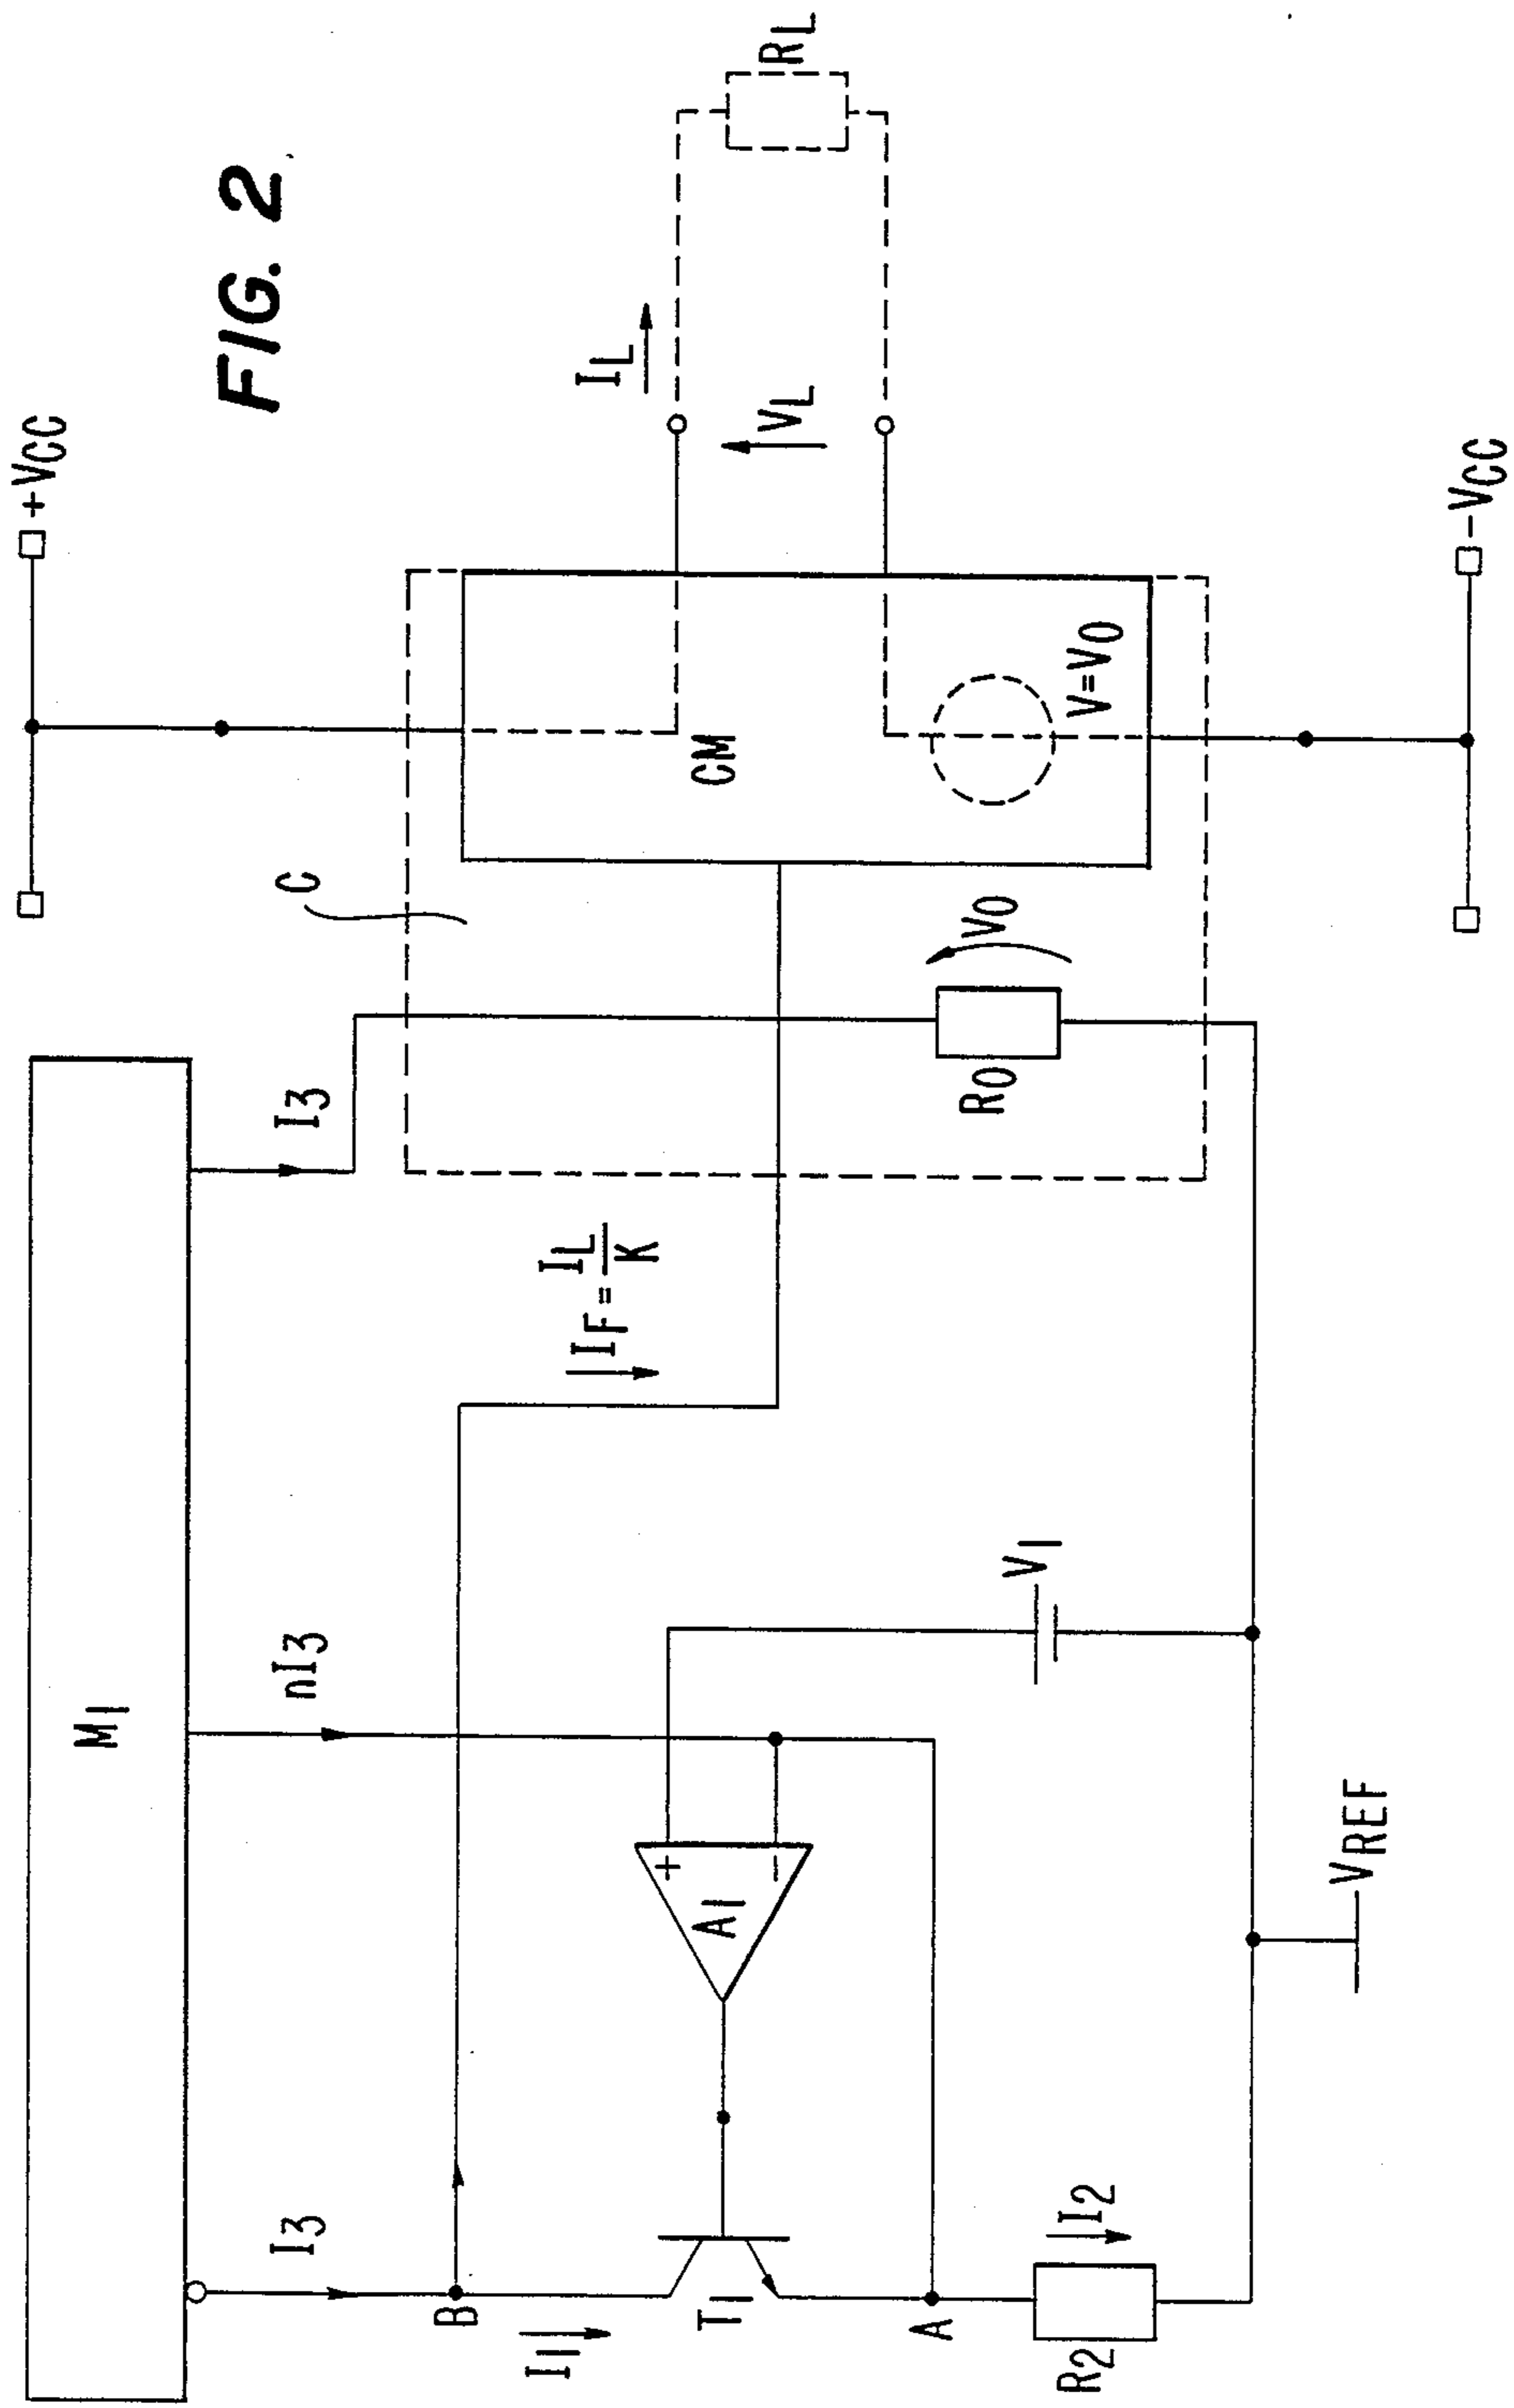 FIG. 2
+VCC
M1
I3
nI3
I3
C
B
I1
IF = IL/K
CM
IL
RL
VL
+
−
A1
T1
V0
R0
V=V0
A
I2
R2
V1
VREF
−VCC